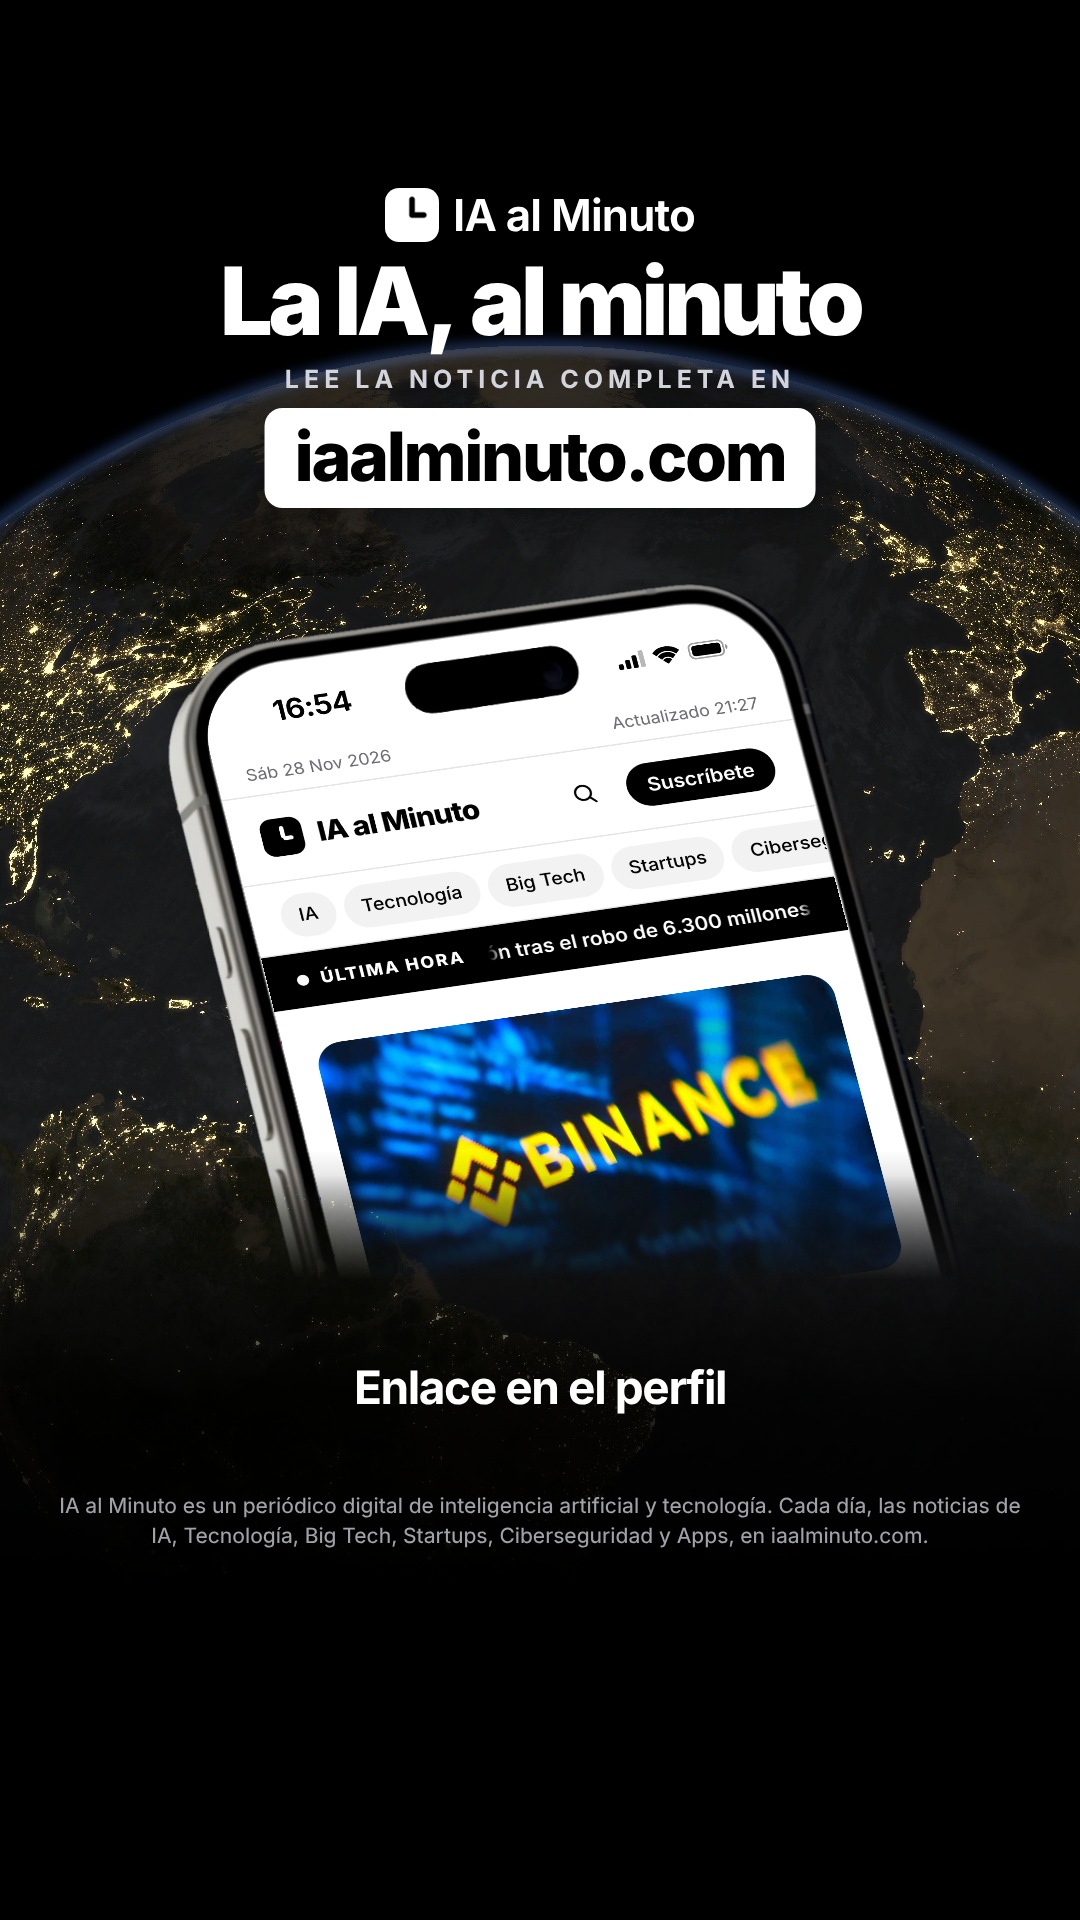 IA al Minuto
La IA, al minuto
LEE LA NOTICIA COMPLETA EN
iaalminuto.com
16:54
Sáb 28 Nov 2026
Actualizado 21:27
IA al Minuto
Suscríbete
IA
Tecnología
Big Tech
Startups
Ciberseg
ÚLTIMA HORA
ón tras el robo de 6.300 millones
BINANCE
Enlace en el perfil
IA al Minuto es un periódico digital de inteligencia artificial y tecnología. Cada día, las noticias de
IA, Tecnología, Big Tech, Startups, Ciberseguridad y Apps, en iaalminuto.com.